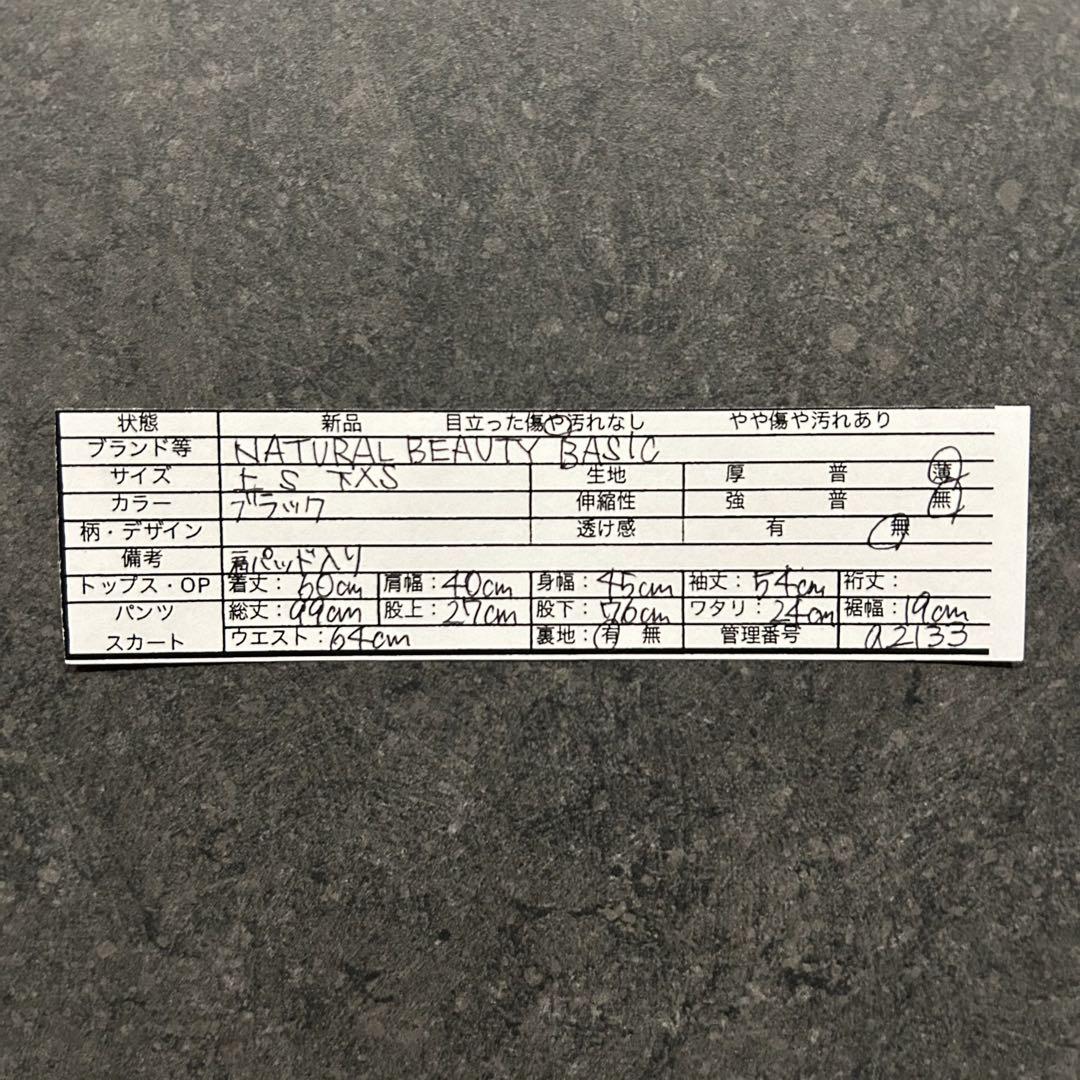 状態 新品 目立った傷や汚れなし やや傷や汚れあり
ブランド等 NATURAL BEAUTY BASIC
サイズ 上 S 下XS 生地 厚 普 薄
カラー ブラック 伸縮性 強 普 無
柄・デザイン 透け感 有 無
備考 肩パッド入り
トップス・OP 着丈：60cm 肩幅：40cm 身幅：45cm 袖丈：54cm 裄丈：
パンツ 総丈：99cm 股上：27cm 股下：76cm ワタリ：24cm 裾幅：19cm
スカート ウエスト：64cm 裏地：有 無 管理番号 a2133